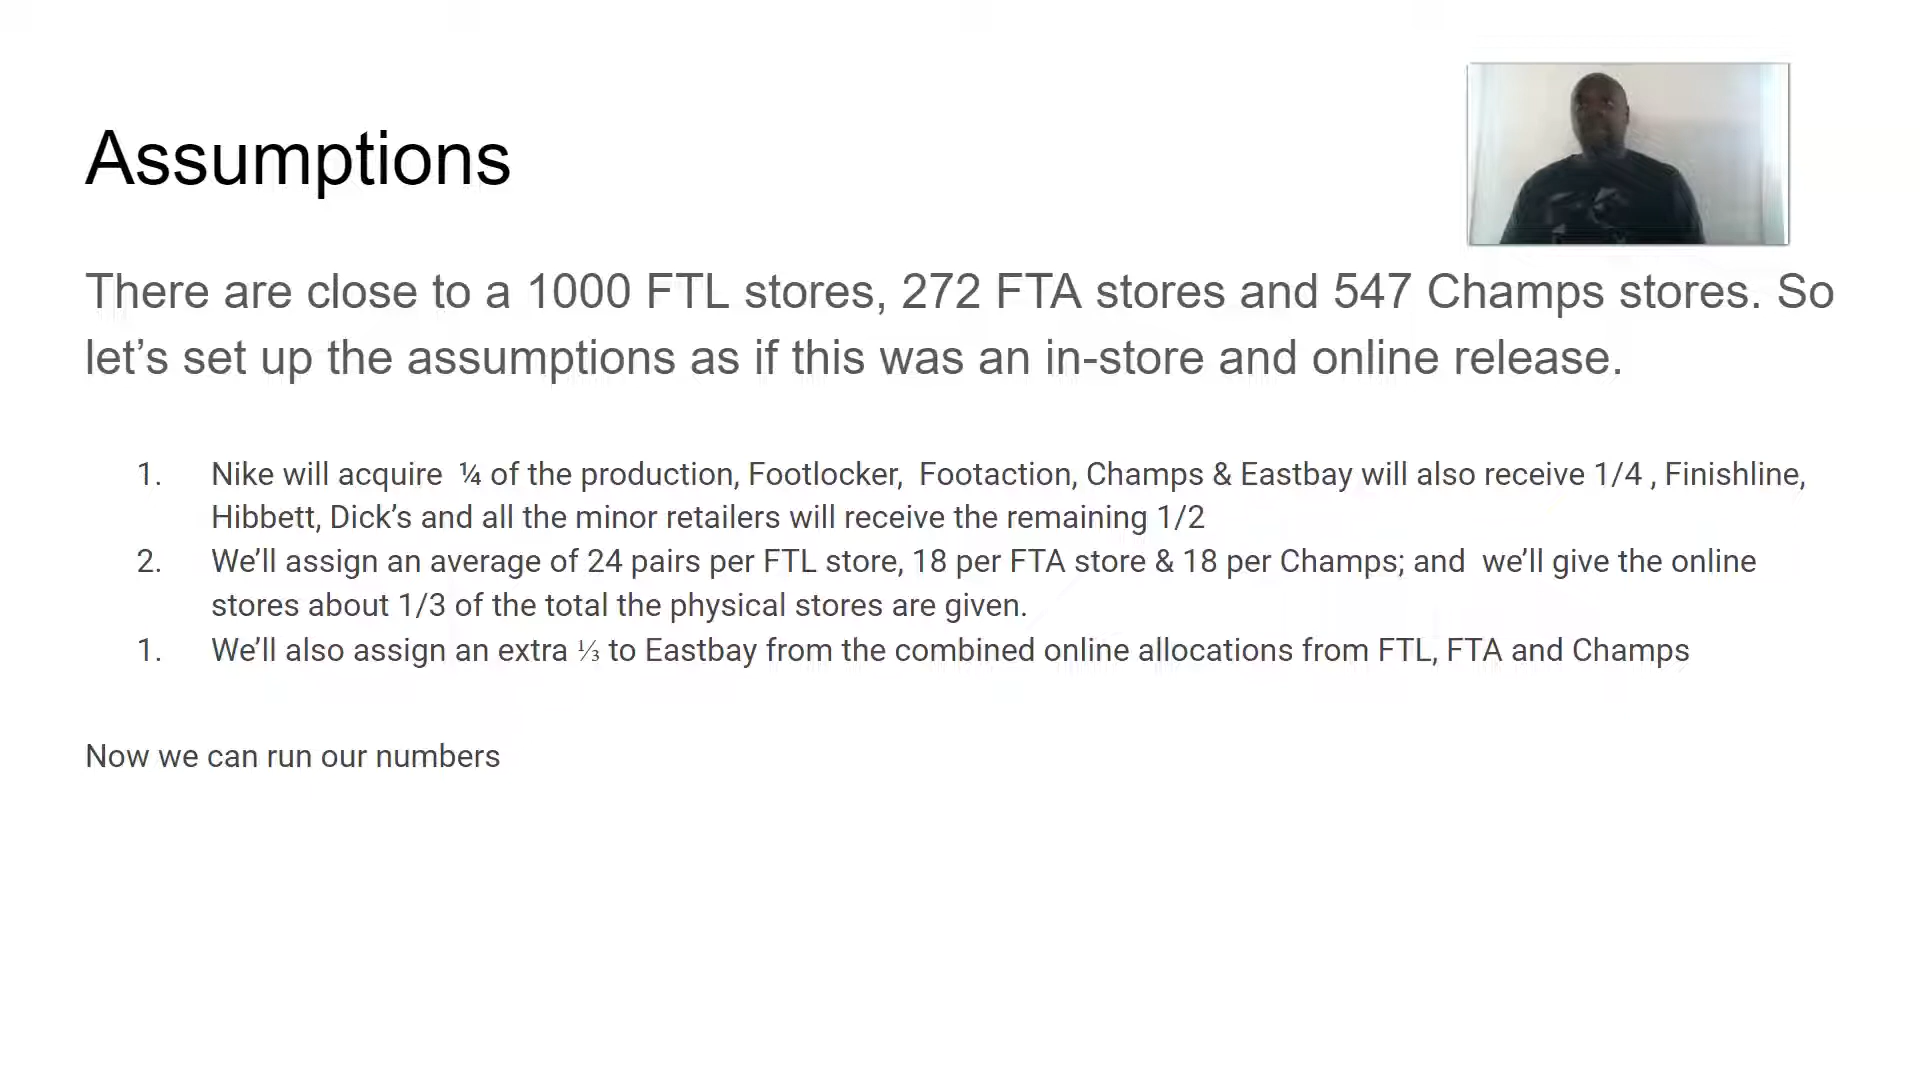 Assumptions
There are close to a 1000 FTL stores, 272 FTA stores and 547 Champs stores. So
let’s set up the assumptions as if this was an in-store and online release.
1. Nike will acquire ¼ of the production, Footlocker, Footaction, Champs & Eastbay will also receive 1/4 , Finishline,
Hibbett, Dick’s and all the minor retailers will receive the remaining 1/2
2. We’ll assign an average of 24 pairs per FTL store, 18 per FTA store & 18 per Champs; and we’ll give the online
stores about 1/3 of the total the physical stores are given.
1. We’ll also assign an extra ⅓ to Eastbay from the combined online allocations from FTL, FTA and Champs
Now we can run our numbers